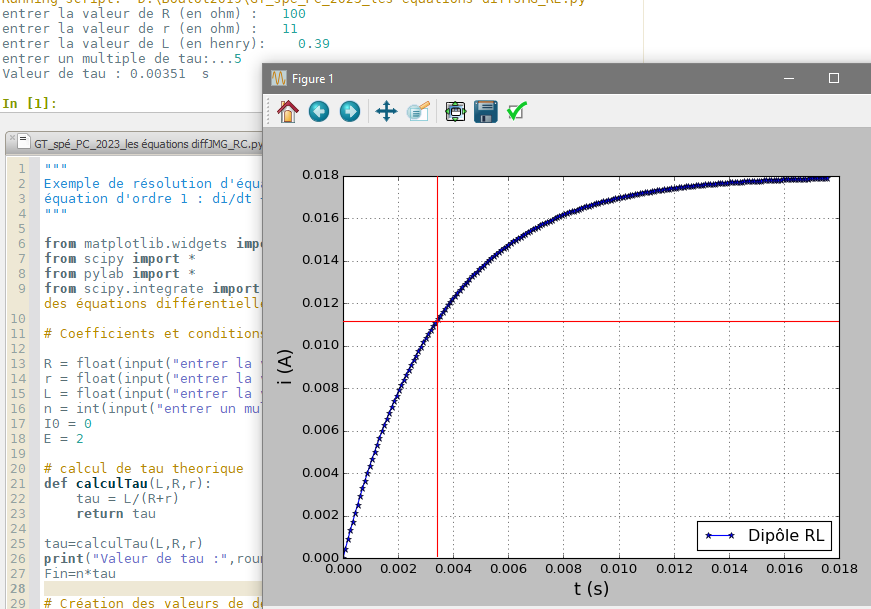 Running script: "D:\Boulot2019\GT_spé_PC_2023_les équations diffJMG_RL.py"
entrer la valeur de R (en ohm) : 100
entrer la valeur de r (en ohm) : 11
entrer la valeur de L (en henry): 0.39
entrer un multiple de tau:...5
Valeur de tau : 0.00351 s
In [1]:
GT_spé_PC_2023_les équations diffJMG_RC.py
1 """
2 Exemple de résolution d'équa
3 équation d'ordre 1 : di/dt
4 """
5
6 from matplotlib.widgets impo
7 from scipy import *
8 from pylab import *
9 from scipy.integrate import
des équations différentielle
10
11 # Coefficients et conditions
12
13 R = float(input("entrer la
14 r = float(input("entrer la
15 L = float(input("entrer la
16 n = int(input("entrer un mu
17 I0 = 0
18 E = 2
19
20 # calcul de tau theorique
21 def calculTau(L,R,r):
22 tau = L/(R+r)
23 return tau
24
25 tau=calculTau(L,R,r)
26 print("Valeur de tau :",roun
27 Fin=n*tau
28
29 # Création des valeurs de d
Figure 1
0.018
0.016
0.014
0.012
0.010
0.008
0.006
0.004
0.002
0.000
i (A)
Dipôle RL
0.000 0.002 0.004 0.006 0.008 0.010 0.012 0.014 0.016 0.018
t (s)